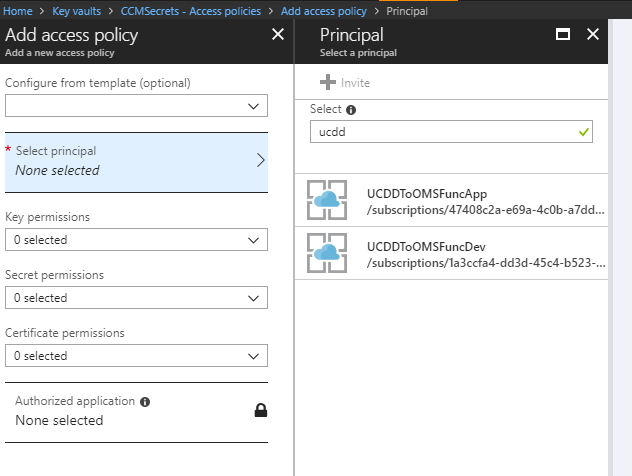 Home > Key vaults > CCMSecrets - Access policies > Add access policy > Principal
Add access policy
Add a new access policy
Configure from template (optional)
* Select principal
None selected
Key permissions
0 selected
Secret permissions
0 selected
Certificate permissions
0 selected
Authorized application
None selected
Principal
Select a principal
Invite
Select
ucdd
UCDDToOMSFuncApp
/subscriptions/47408c2a-e69a-4c0b-a7dd...
UCDDToOMSFuncDev
/subscriptions/1a3ccfa4-dd3d-45c4-b523-...